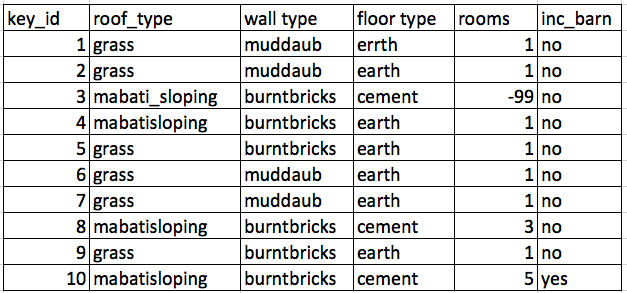 key_id roof_type wall type floor type rooms inc_barn
1 grass muddaub errth 1 no
2 grass muddaub earth 1 no
3 mabati_sloping burntbricks cement -99 no
4 mabatisloping burntbricks earth 1 no
5 grass burntbricks earth 1 no
6 grass muddaub earth 1 no
7 grass muddaub earth 1 no
8 mabatisloping burntbricks cement 3 no
9 grass burntbricks earth 1 no
10 mabatisloping burntbricks cement 5 yes